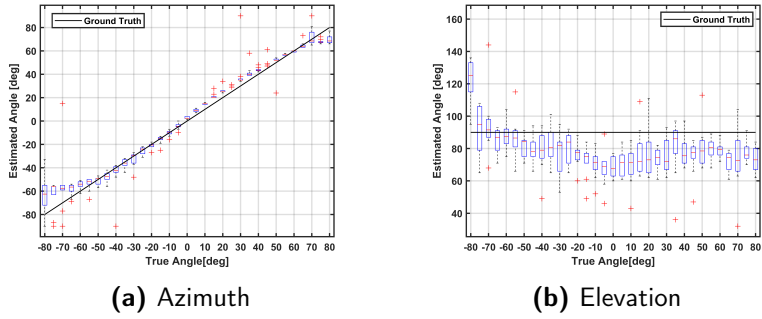 Ground Truth
80
60
40
20
0
-20
-40
-60
-80
Estimated Angle [deg]
-80 -70 -60 -50 -40 -30 -20 -10 0 10 20 30 40 50 60 70 80
True Angle[deg]
(a) Azimuth
Ground Truth
160
140
120
100
80
60
40
Estimated Angle [deg]
-80 -70 -60 -50 -40 -30 -20 -10 0 10 20 30 40 50 60 70 80
True Angle[deg]
(b) Elevation